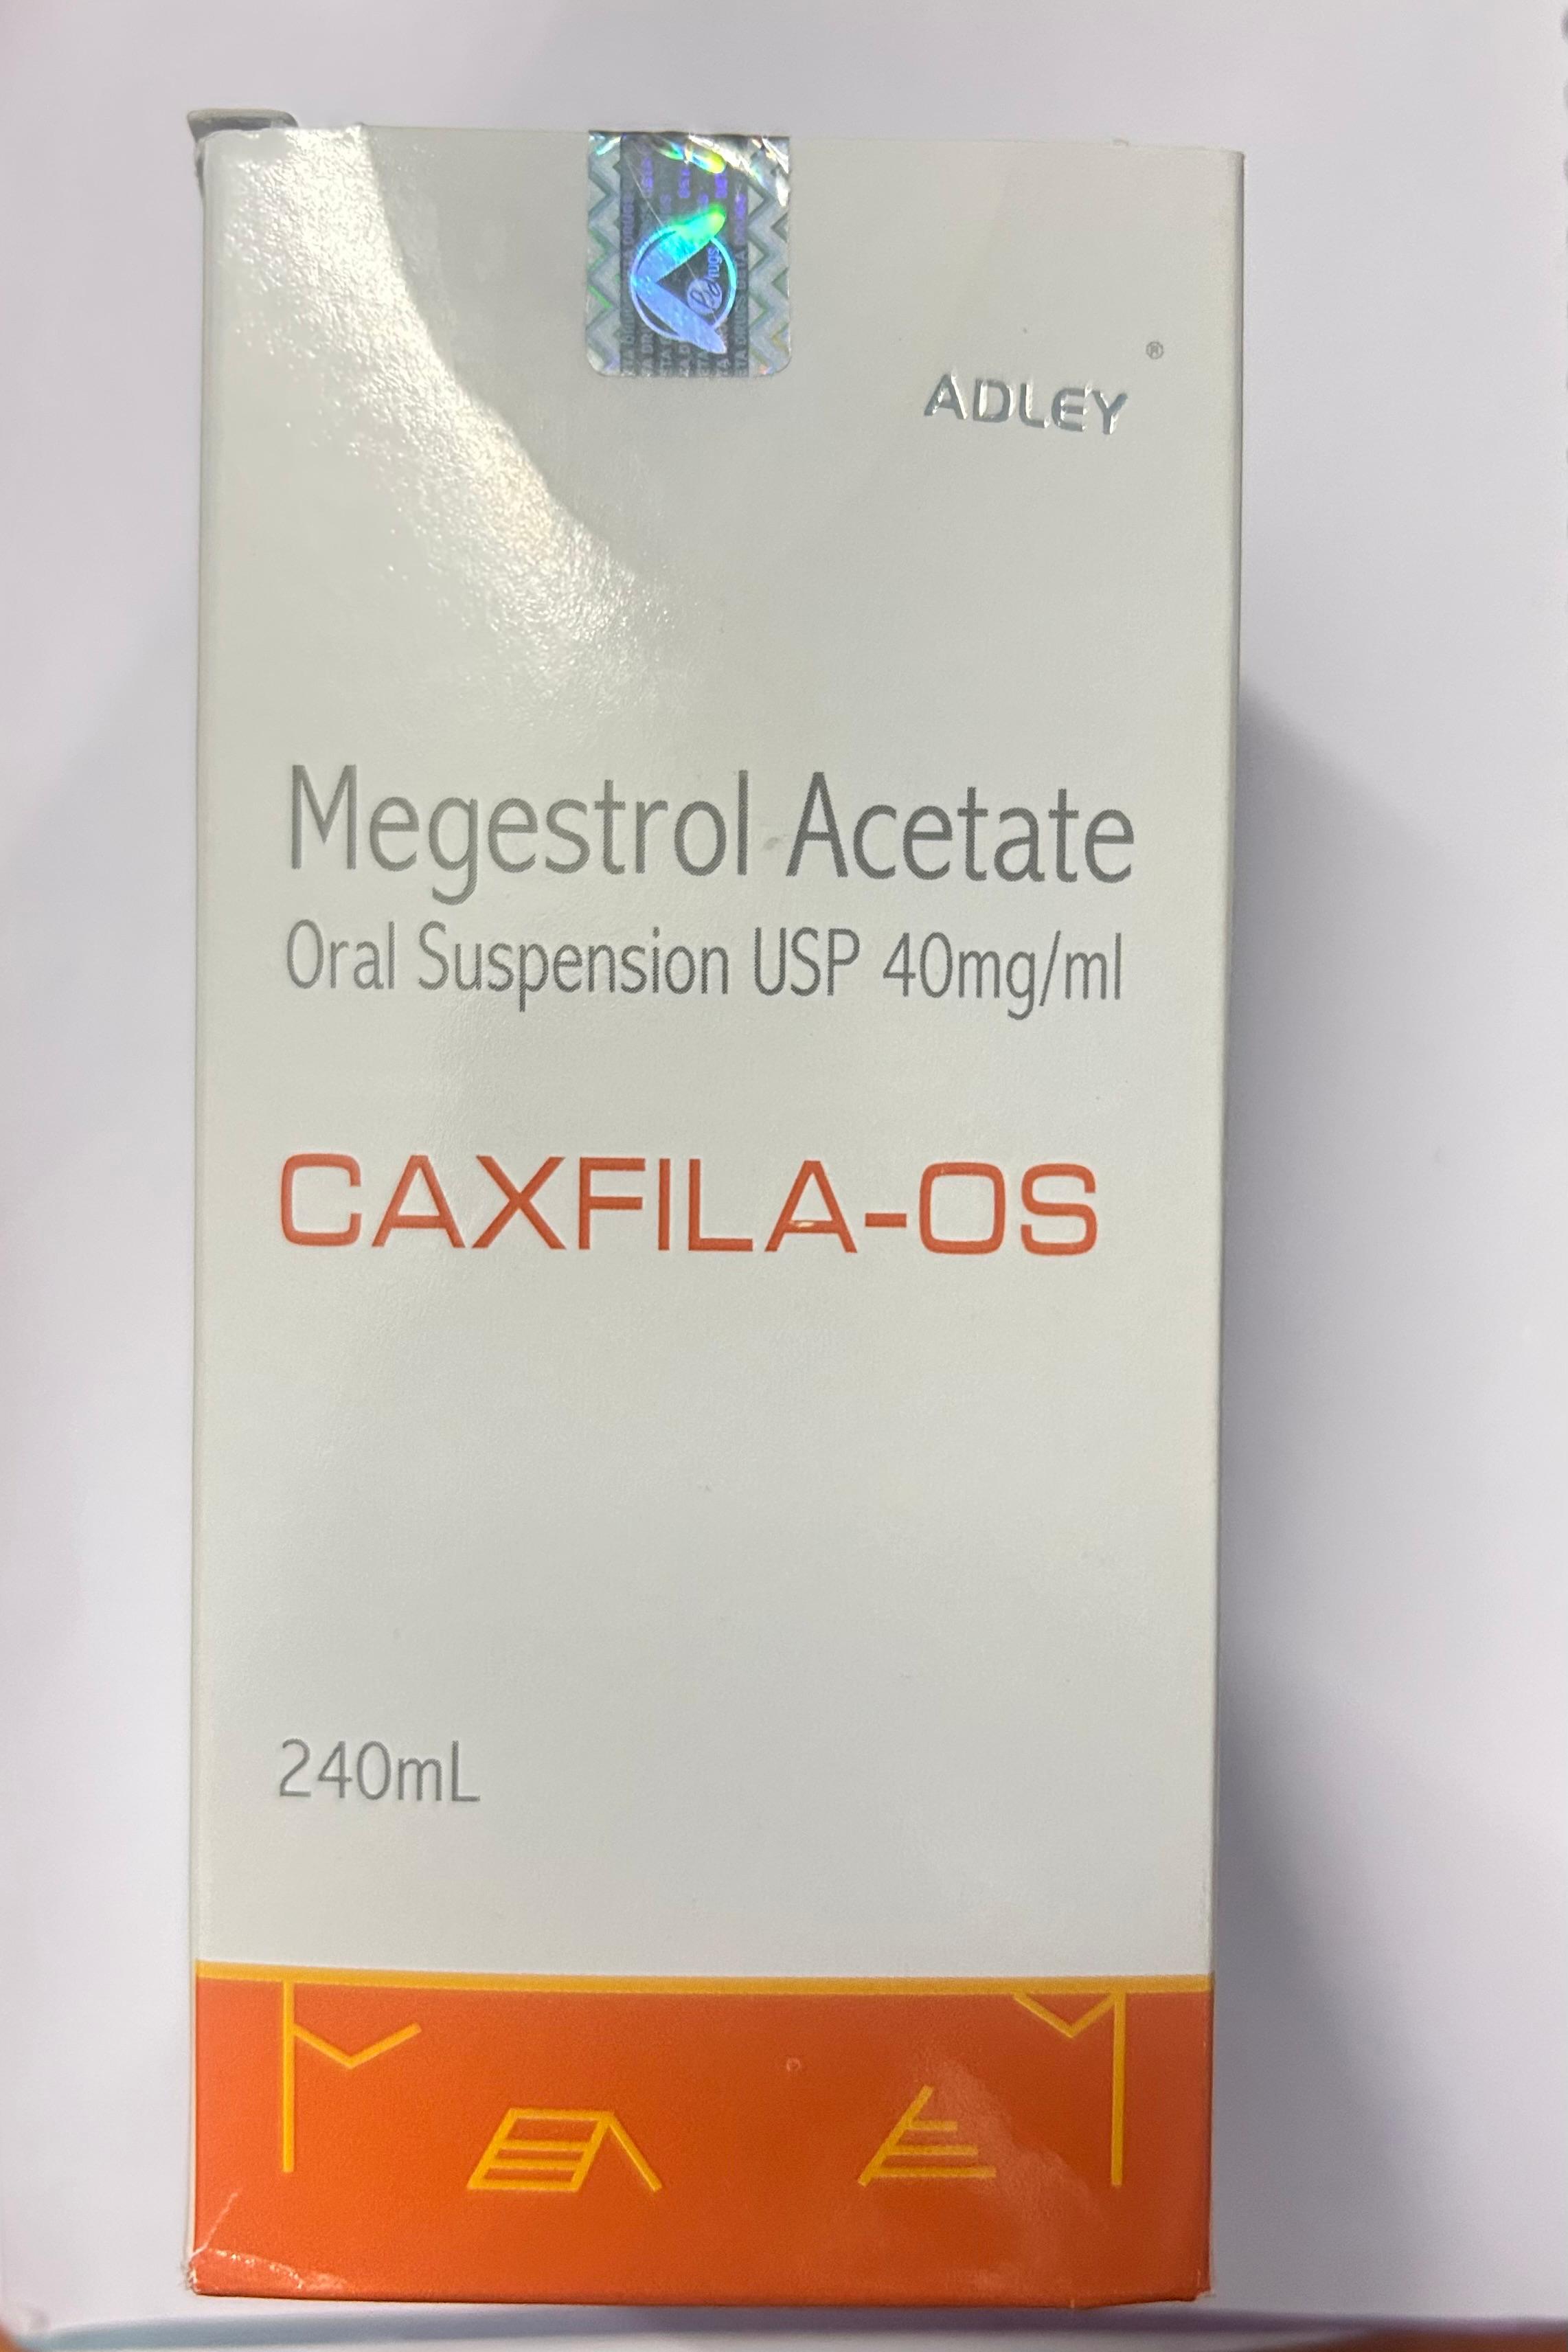 ADLEY ®
Megestrol Acetate
Oral Suspension USP 40mg/ml
CAXFILA-OS
240mL